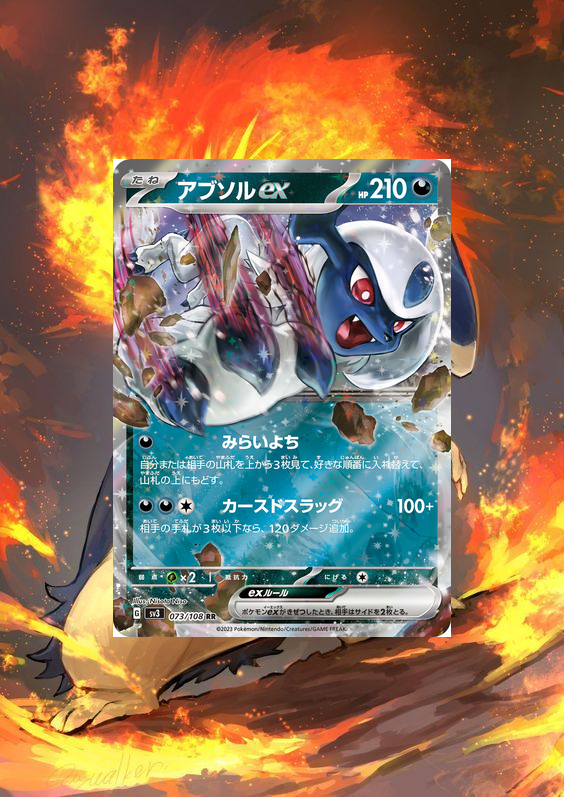 たね
アブソルex
HP 210
みらいよち
自分または相手の山札を上から3枚見て、好きな順番に入れ替えて、
山札の上にもどす。
カースドスラッグ 100+
相手の手札が3枚以下なら、120ダメージ追加。
弱点 ×2 抵抗力 にげる
exルール
ポケモンexがきぜつしたとき、相手はサイドを2枚とる。
Illus. Nisota Niso
G sv3 073/108 RR
©2023 Pokémon/Nintendo/Creatures/GAME FREAK.